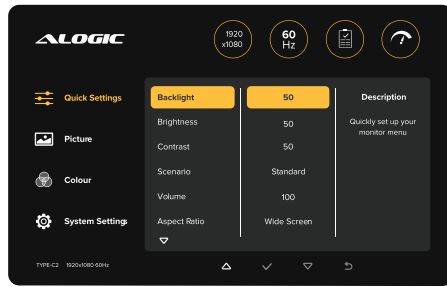 ALOGIC
1920
x1080
60
Hz
Quick Settings
Picture
Colour
System Settings
Backlight
50
Brightness
50
Contrast
50
Scenario
Standard
Volume
100
Aspect Ratio
Wide Screen
Description
Quickly set up your
monitor menu
TYPE-C2 1920x1080 60Hz